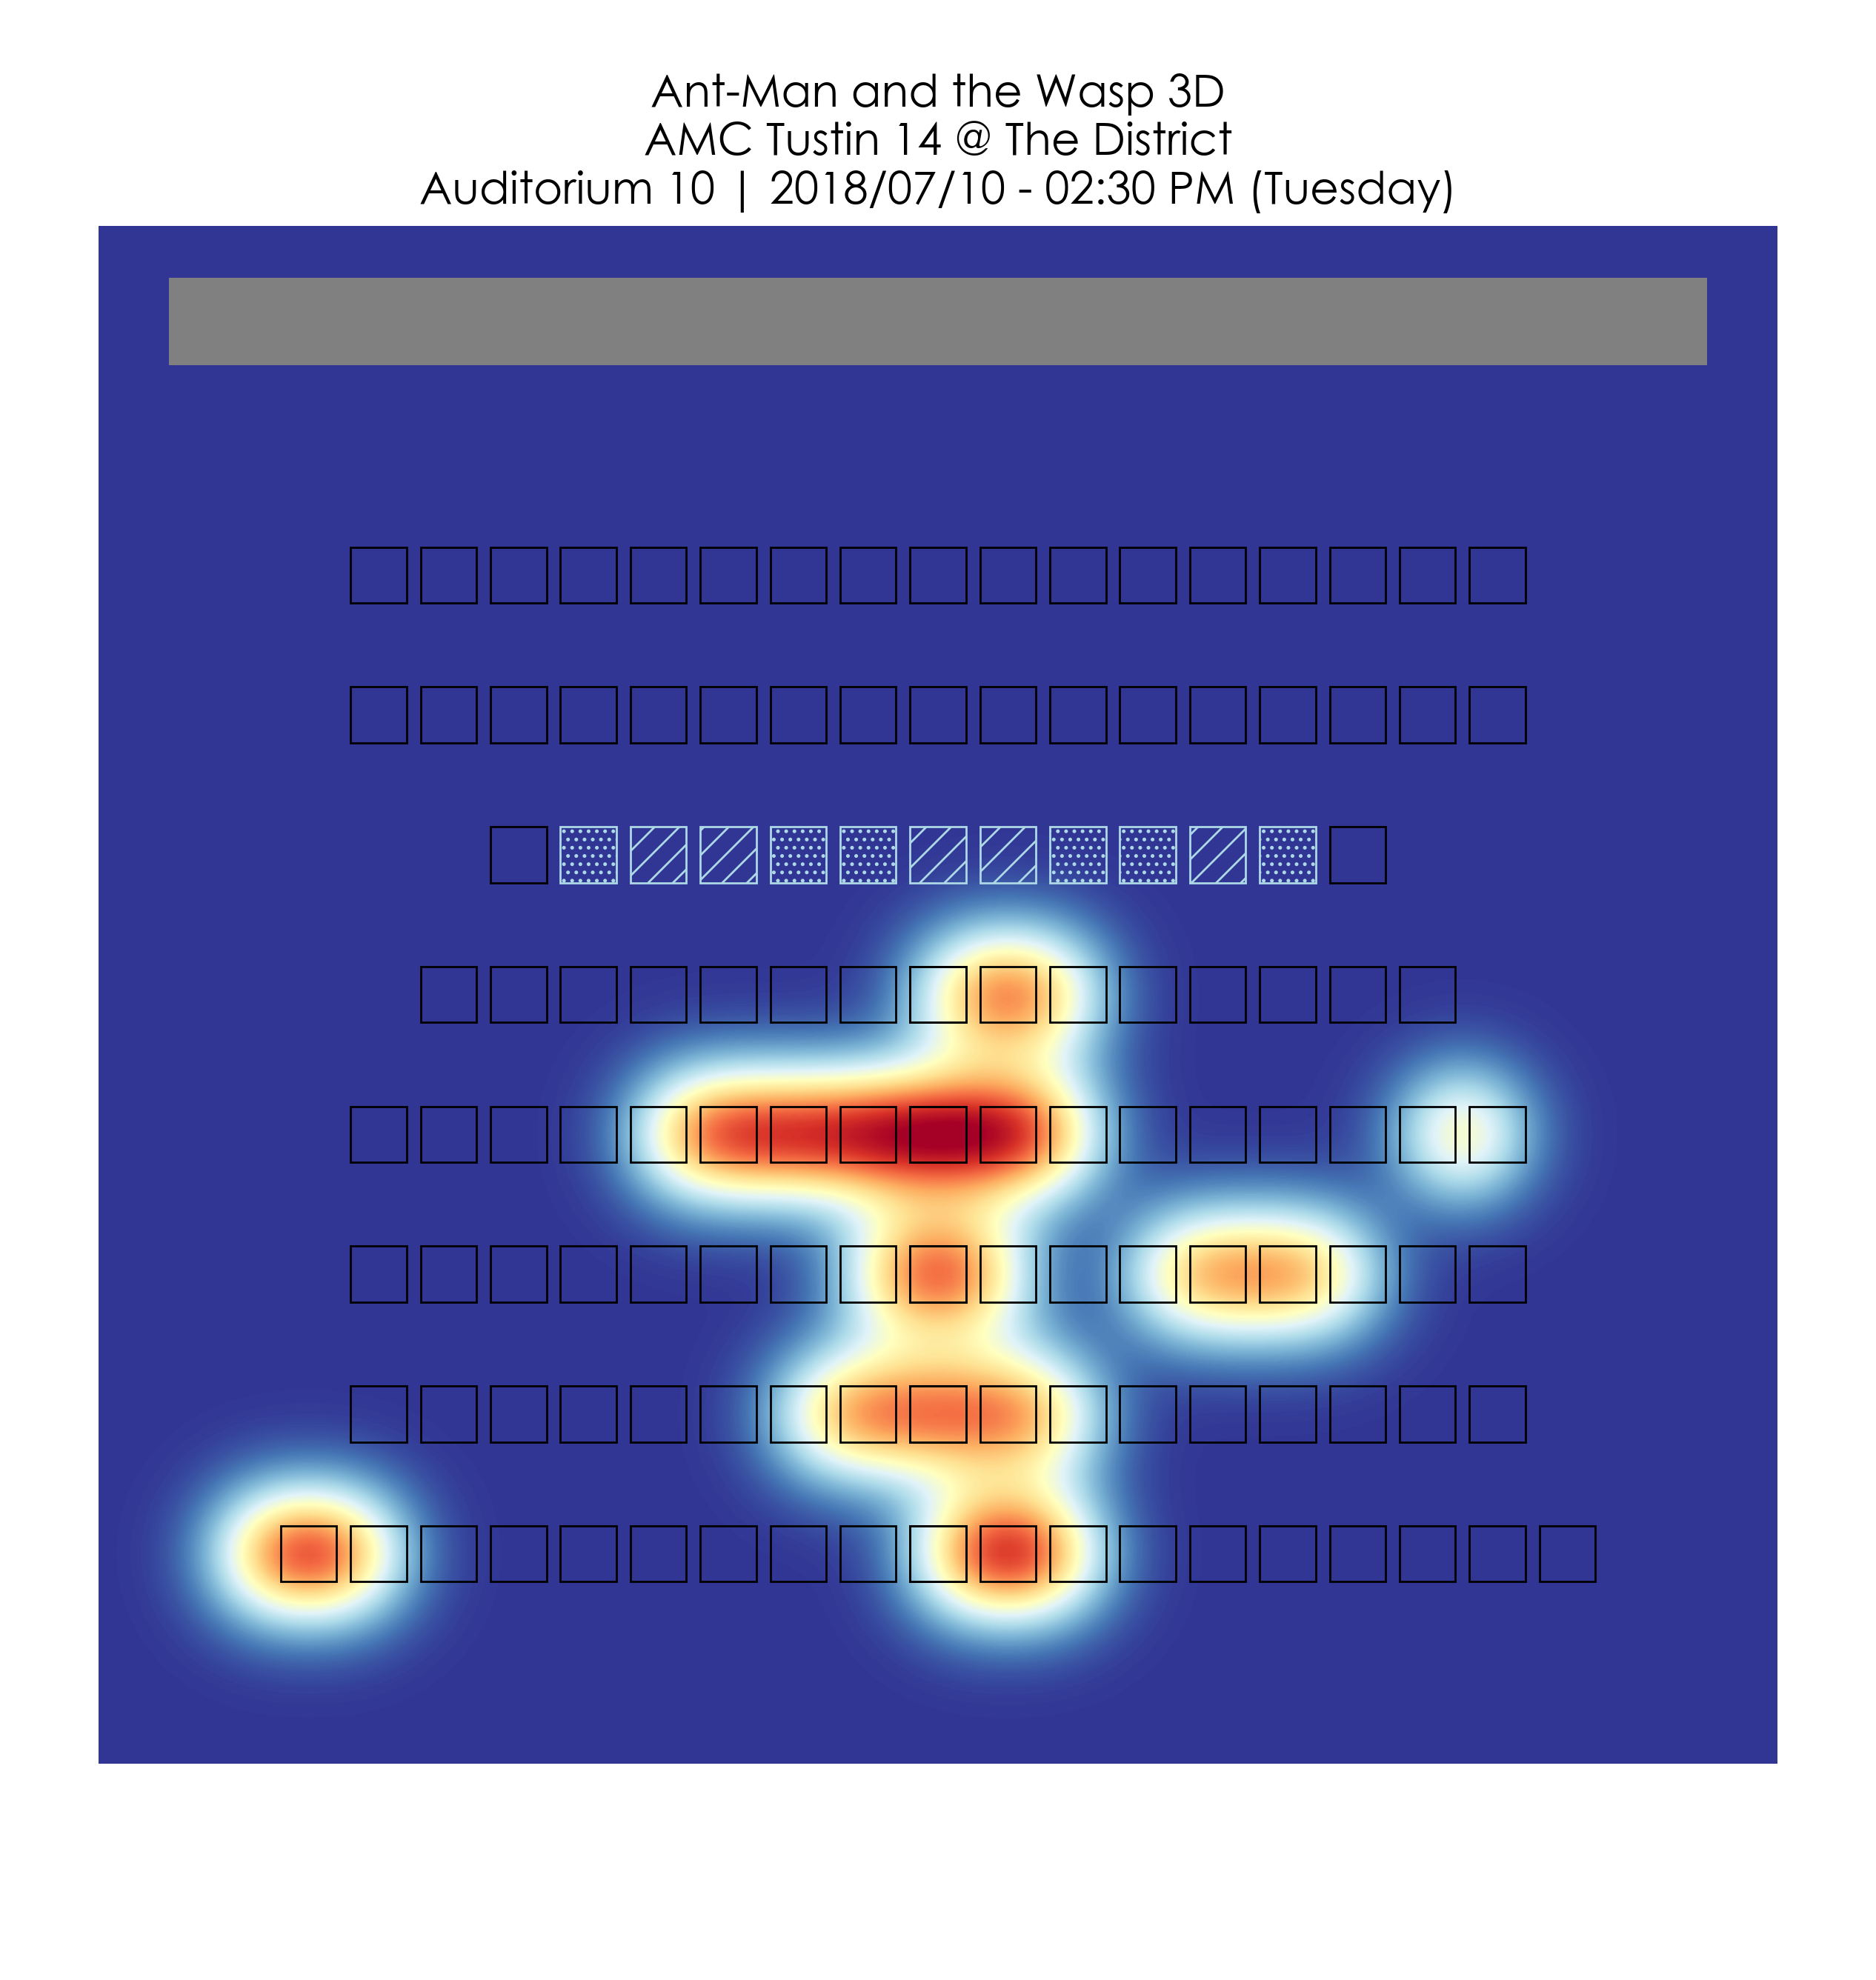 Ant-Man and the Wasp 3D
AMC Tustin 14 @ The District
Auditorium 10 | 2018/07/10 - 02:30 PM (Tuesday)